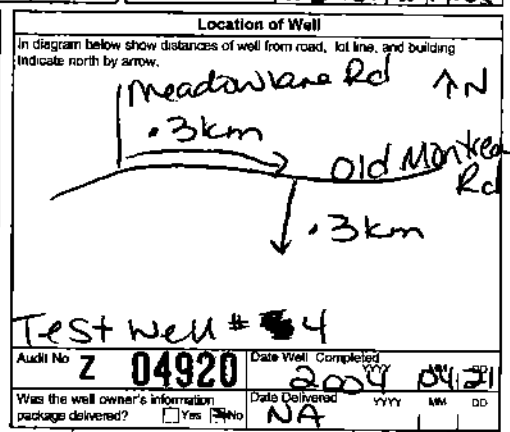 Location of Well
In diagram below show distances of well from road, lot line, and building
Indicate north by arrow.
Meadowlane Rd
N
.3km
Old Montreal
Rd
.3km
Test Well # 4
Audit No Z 04920
Date Well Completed YYYY MM DD
2004 04 21
Was the well owner's information
package delivered? Yes No
Date Delivered YYYY MM DD
NA